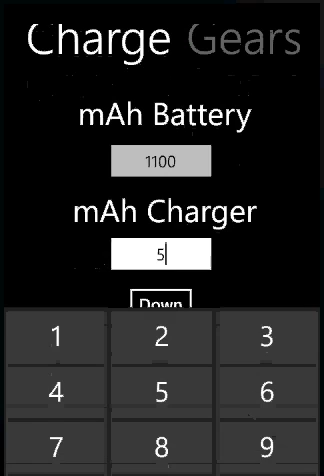 Charge Gears
mAh Battery
1100
mAh Charger
5
Down
1 2 3
4 5 6
7 8 9